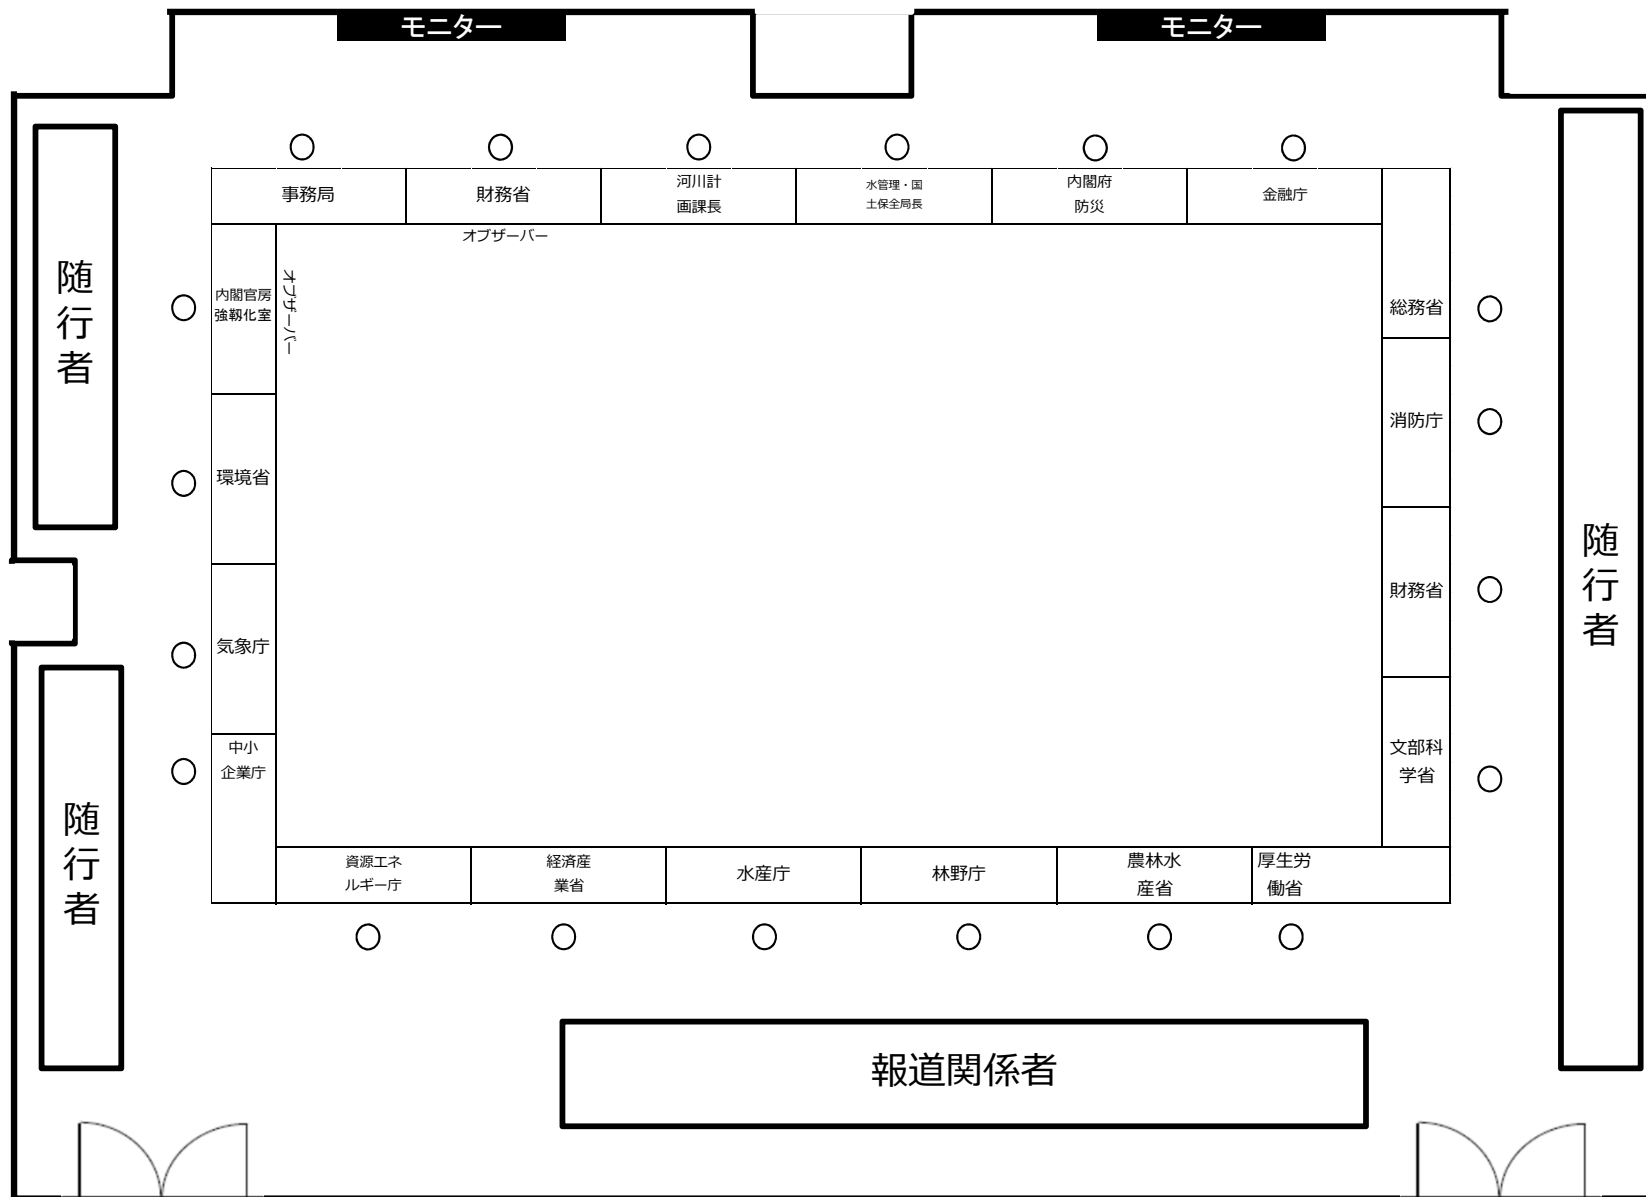 モニター
モニター
事務局
財務省
河川計
画課長
水管理・国
土保全局長
内閣府
防災
金融庁
オブザーバー
オブザーバー
内閣官房
強靱化室
環境省
気象庁
中小
企業庁
総務省
消防庁
財務省
文部科
学省
資源エネ
ルギー庁
経済産
業省
水産庁
林野庁
農林水
産省
厚生労
働省
随行者
随行者
随行者
報道関係者